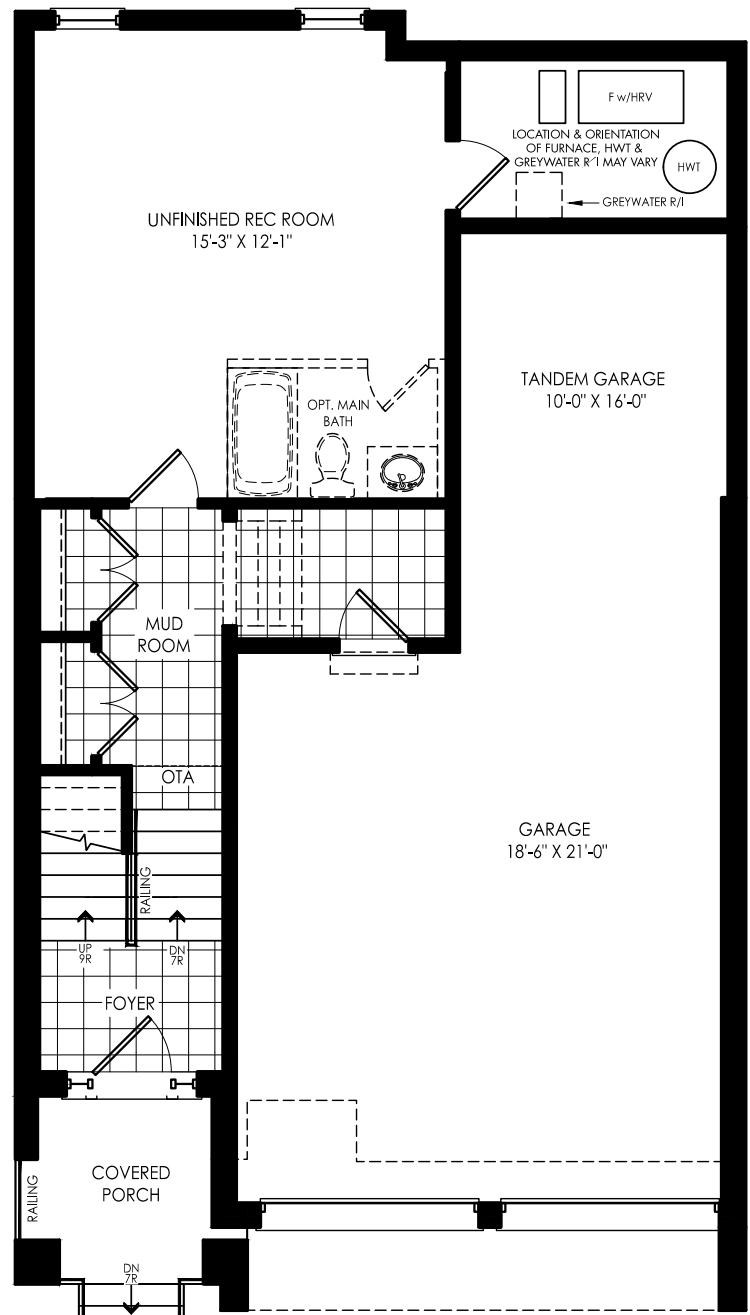 F w/HRV
LOCATION & ORIENTATION
OF FURNACE, HWT &
GREYWATER R/I MAY VARY
HWT
GREYWATER R/I
UNFINISHED REC ROOM
15'-3" X 12'-1"
TANDEM GARAGE
10'-0" X 16'-0"
OPT. MAIN
BATH
MUD
ROOM
OTA
GARAGE
18'-6" X 21'-0"
RAILING
UP
9R
DN
7R
FOYER
COVERED
PORCH
RAILING
DN
7R